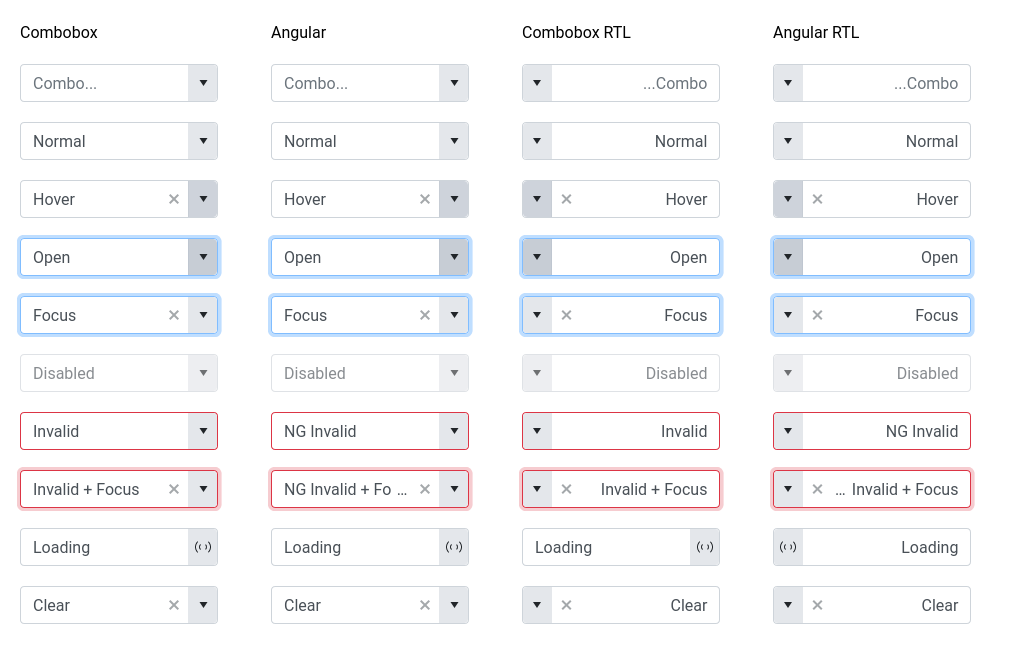 Combobox Angular Combobox RTL Angular RTL
Combo... Combo... ...Combo ...Combo
Normal Normal Normal Normal
Hover Hover Hover Hover
Open Open Open Open
Focus Focus Focus Focus
Disabled Disabled Disabled Disabled
Invalid NG Invalid Invalid NG Invalid
Invalid + Focus NG Invalid + Fo ... Invalid + Focus ... Invalid + Focus
Loading Loading Loading Loading
Clear Clear Clear Clear